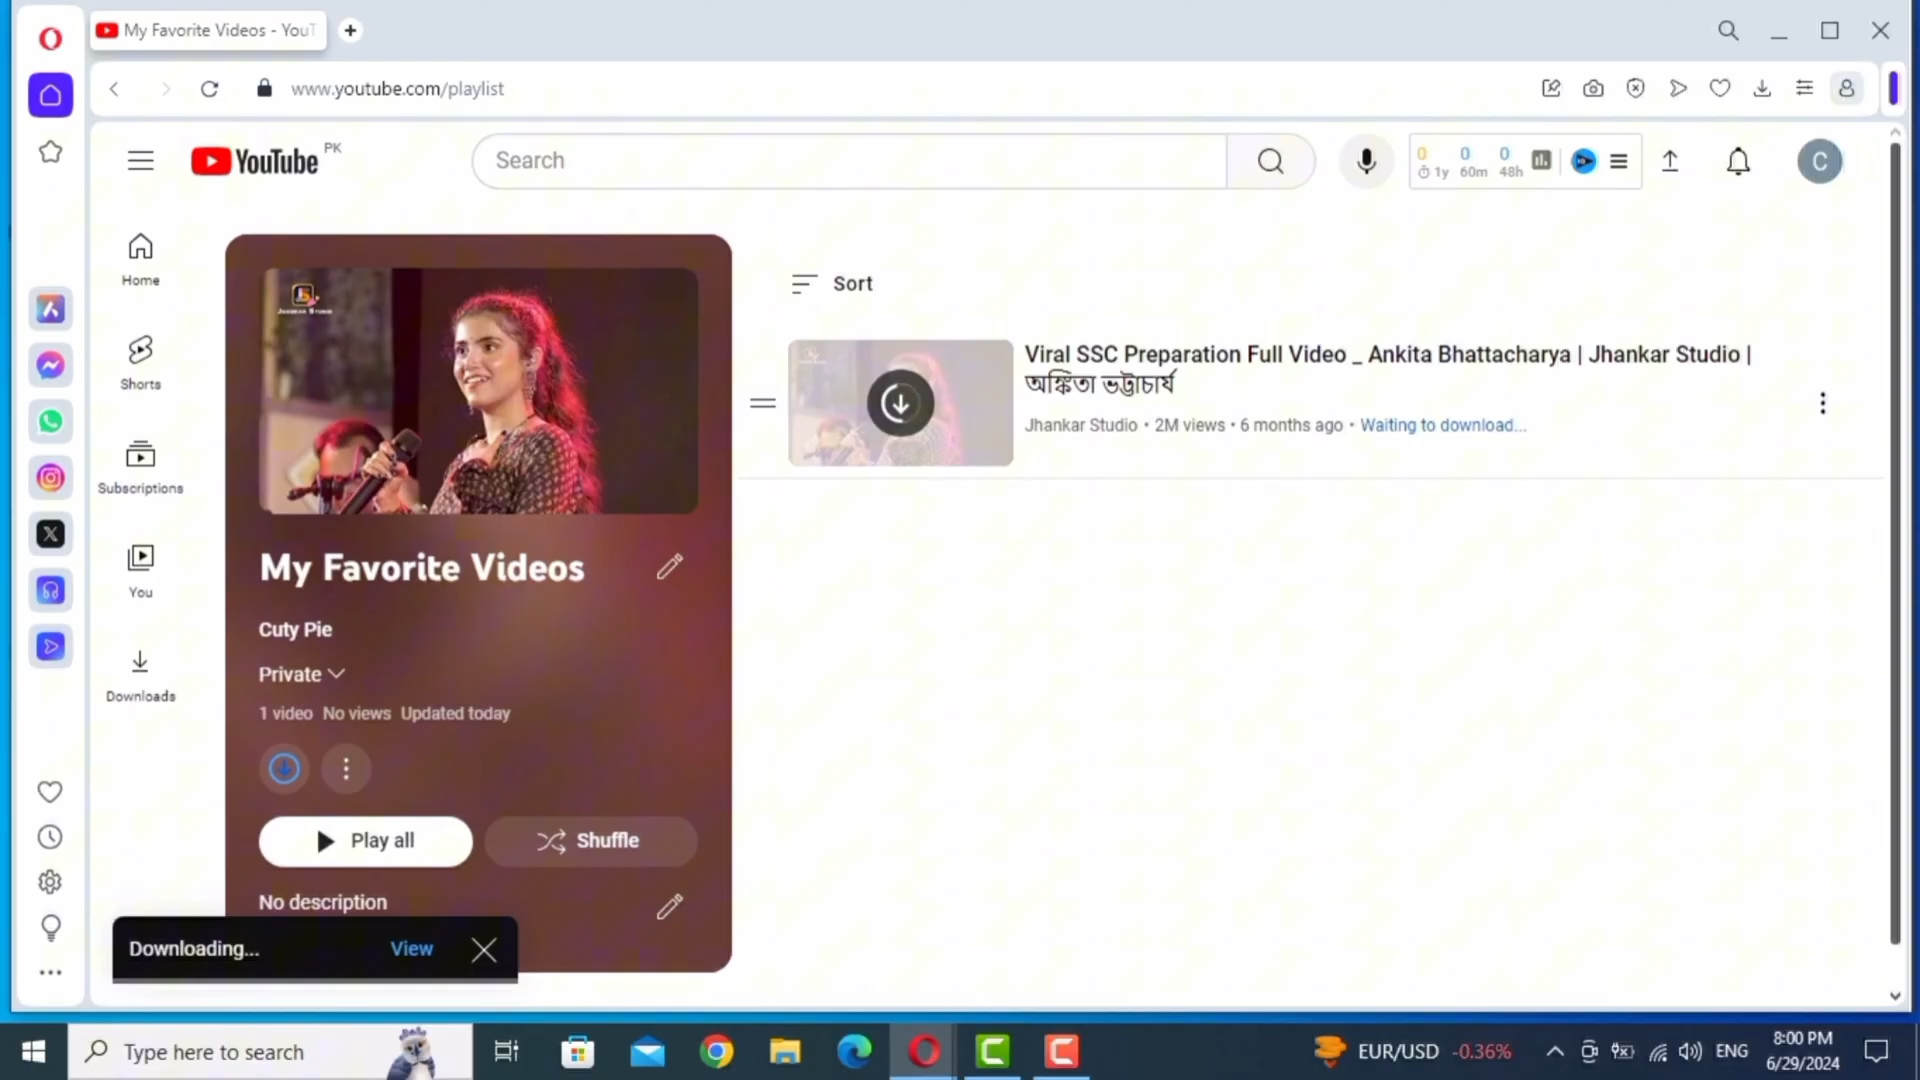 My Favorite Videos - YouT
www.youtube.com/playlist
YouTube PK
Search
0 0 0
1y 60m 48h
C
Home
Shorts
Subscriptions
You
Downloads
JHANKAR STUDIO
My Favorite Videos
Cuty Pie
Private
1 video No views Updated today
Play all
Shuffle
No description
Sort
Viral SSC Preparation Full Video _ Ankita Bhattacharya | Jhankar Studio |
অঙ্কিতা ভট্টাচার্য
Jhankar Studio • 2M views • 6 months ago • Waiting to download...
Downloading...
View
Type here to search
EUR/USD -0.36%
ENG
8:00 PM
6/29/2024